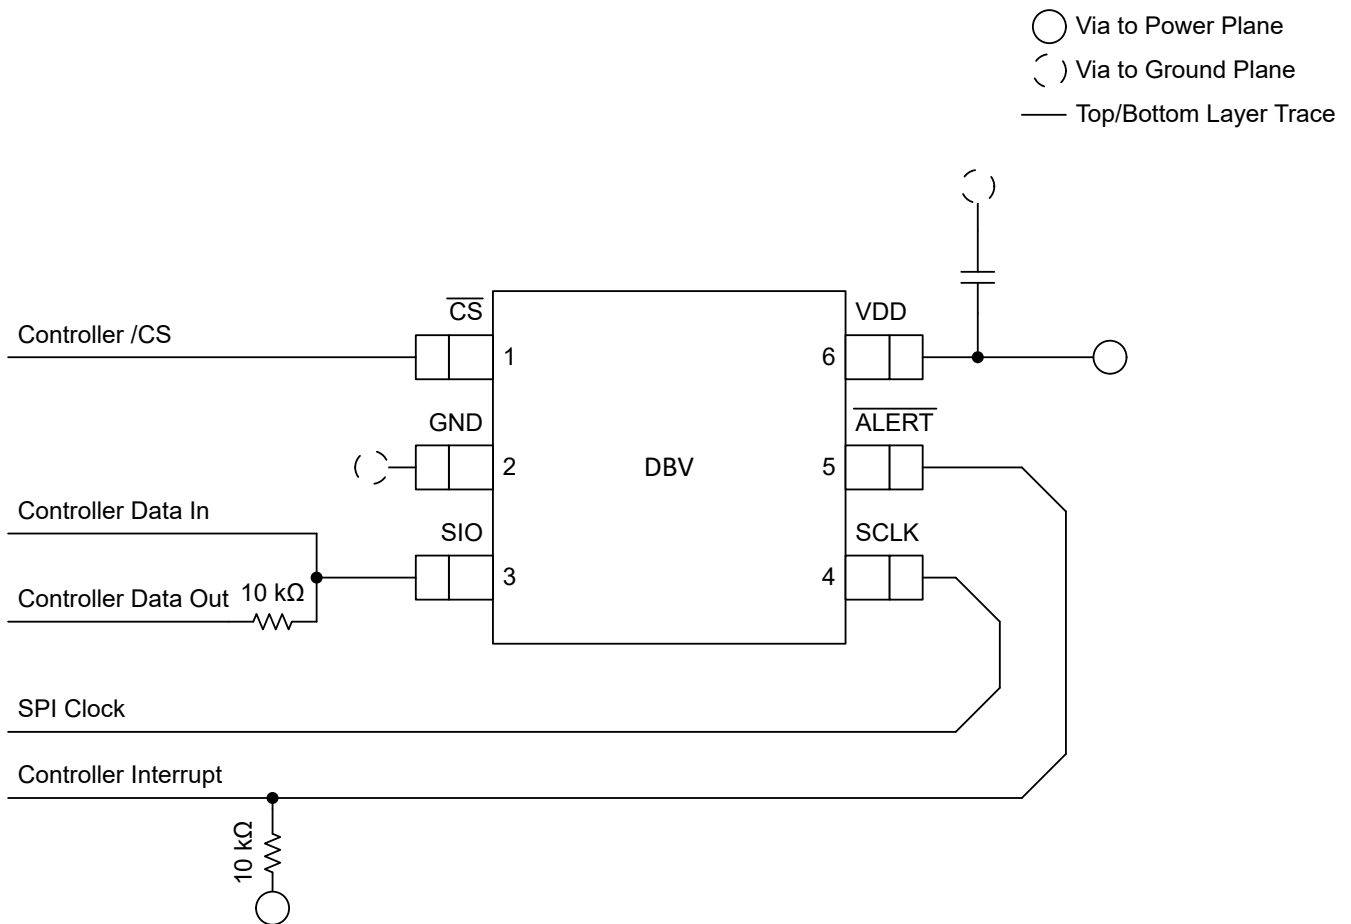 Via to Power Plane
Via to Ground Plane
Top/Bottom Layer Trace
CS
VDD
Controller /CS
1
6
GND
ALERT
2
DBV
5
Controller Data In
SIO
SCLK
3
4
Controller Data Out
10 kΩ
SPI Clock
Controller Interrupt
10 kΩ